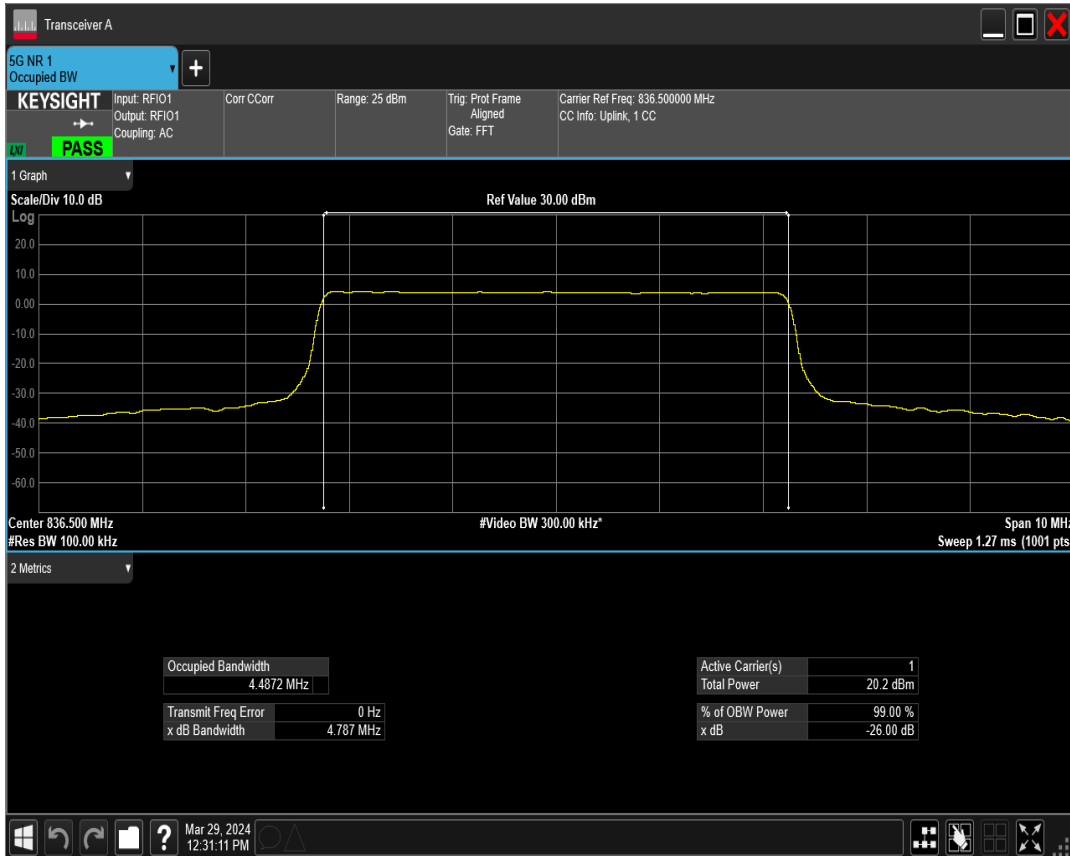 Transceiver A
5G NR 1
Occupied BW
+
KEYSIGHT
LXI
PASS
Input: RFIO1
Output: RFIO1
Coupling: AC
Corr CCorr
Range: 25 dBm
Trig: Prot Frame
Aligned
Gate: FFT
Carrier Ref Freq: 836.500000 MHz
CC Info: Uplink, 1 CC
1 Graph
Scale/Div 10.0 dB
Ref Value 30.00 dBm
Log
20.0
10.0
0.00
-10.0
-20.0
-30.0
-40.0
-50.0
-60.0
Center 836.500 MHz
#Video BW 300.00 kHz*
Span 10 MHz
#Res BW 100.00 kHz
Sweep 1.27 ms (1001 pts
2 Metrics
Occupied Bandwidth
4.4872 MHz
Transmit Freq Error 0 Hz
x dB Bandwidth 4.787 MHz
Active Carrier(s) 1
Total Power 20.2 dBm
% of OBW Power 99.00 %
x dB -26.00 dB
?
Mar 29, 2024
12:31:11 PM